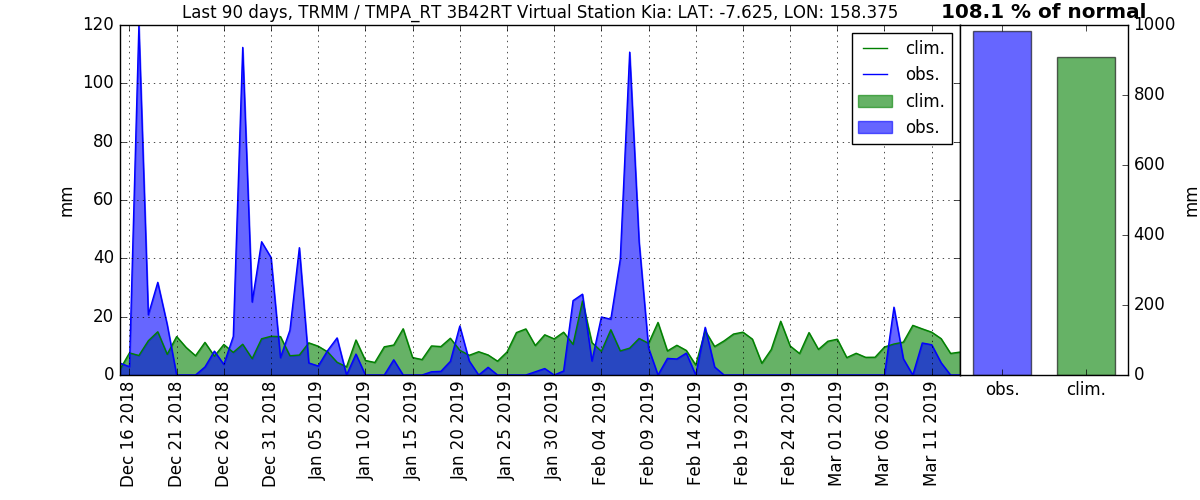 Last 90 days, TRMM / TMPA_RT 3B42RT Virtual Station Kia: LAT: -7.625, LON: 158.375
108.1 % of normal
120
100
80
60
40
20
0
mm
clim.
obs.
clim.
obs.
1000
800
600
400
200
0
mm
obs.
clim.
Dec 16 2018
Dec 21 2018
Dec 26 2018
Dec 31 2018
Jan 05 2019
Jan 10 2019
Jan 15 2019
Jan 20 2019
Jan 25 2019
Jan 30 2019
Feb 04 2019
Feb 09 2019
Feb 14 2019
Feb 19 2019
Feb 24 2019
Mar 01 2019
Mar 06 2019
Mar 11 2019